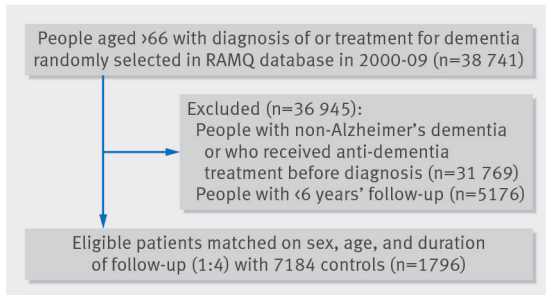 People aged >66 with diagnosis of or treatment for dementia
randomly selected in RAMQ database in 2000-09 (n=38 741)
Excluded (n=36 945):
People with non-Alzheimer's dementia
or who received anti-dementia
treatment before diagnosis (n=31 769)
People with <6 years' follow-up (n=5176)
Eligible patients matched on sex, age, and duration
of follow-up (1:4) with 7184 controls (n=1796)